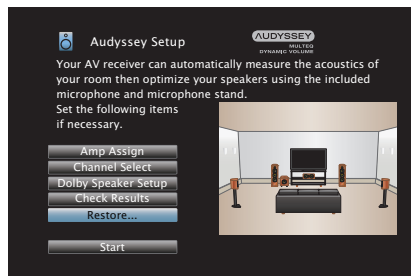 Audyssey Setup
AUDYSSEY
MULTEQ
DYNAMIC VOLUME
Your AV receiver can automatically measure the acoustics of
your room then optimize your speakers using the included
microphone and microphone stand.
Set the following items
if necessary.
Amp Assign
Channel Select
Dolby Speaker Setup
Check Results
Restore...
Start